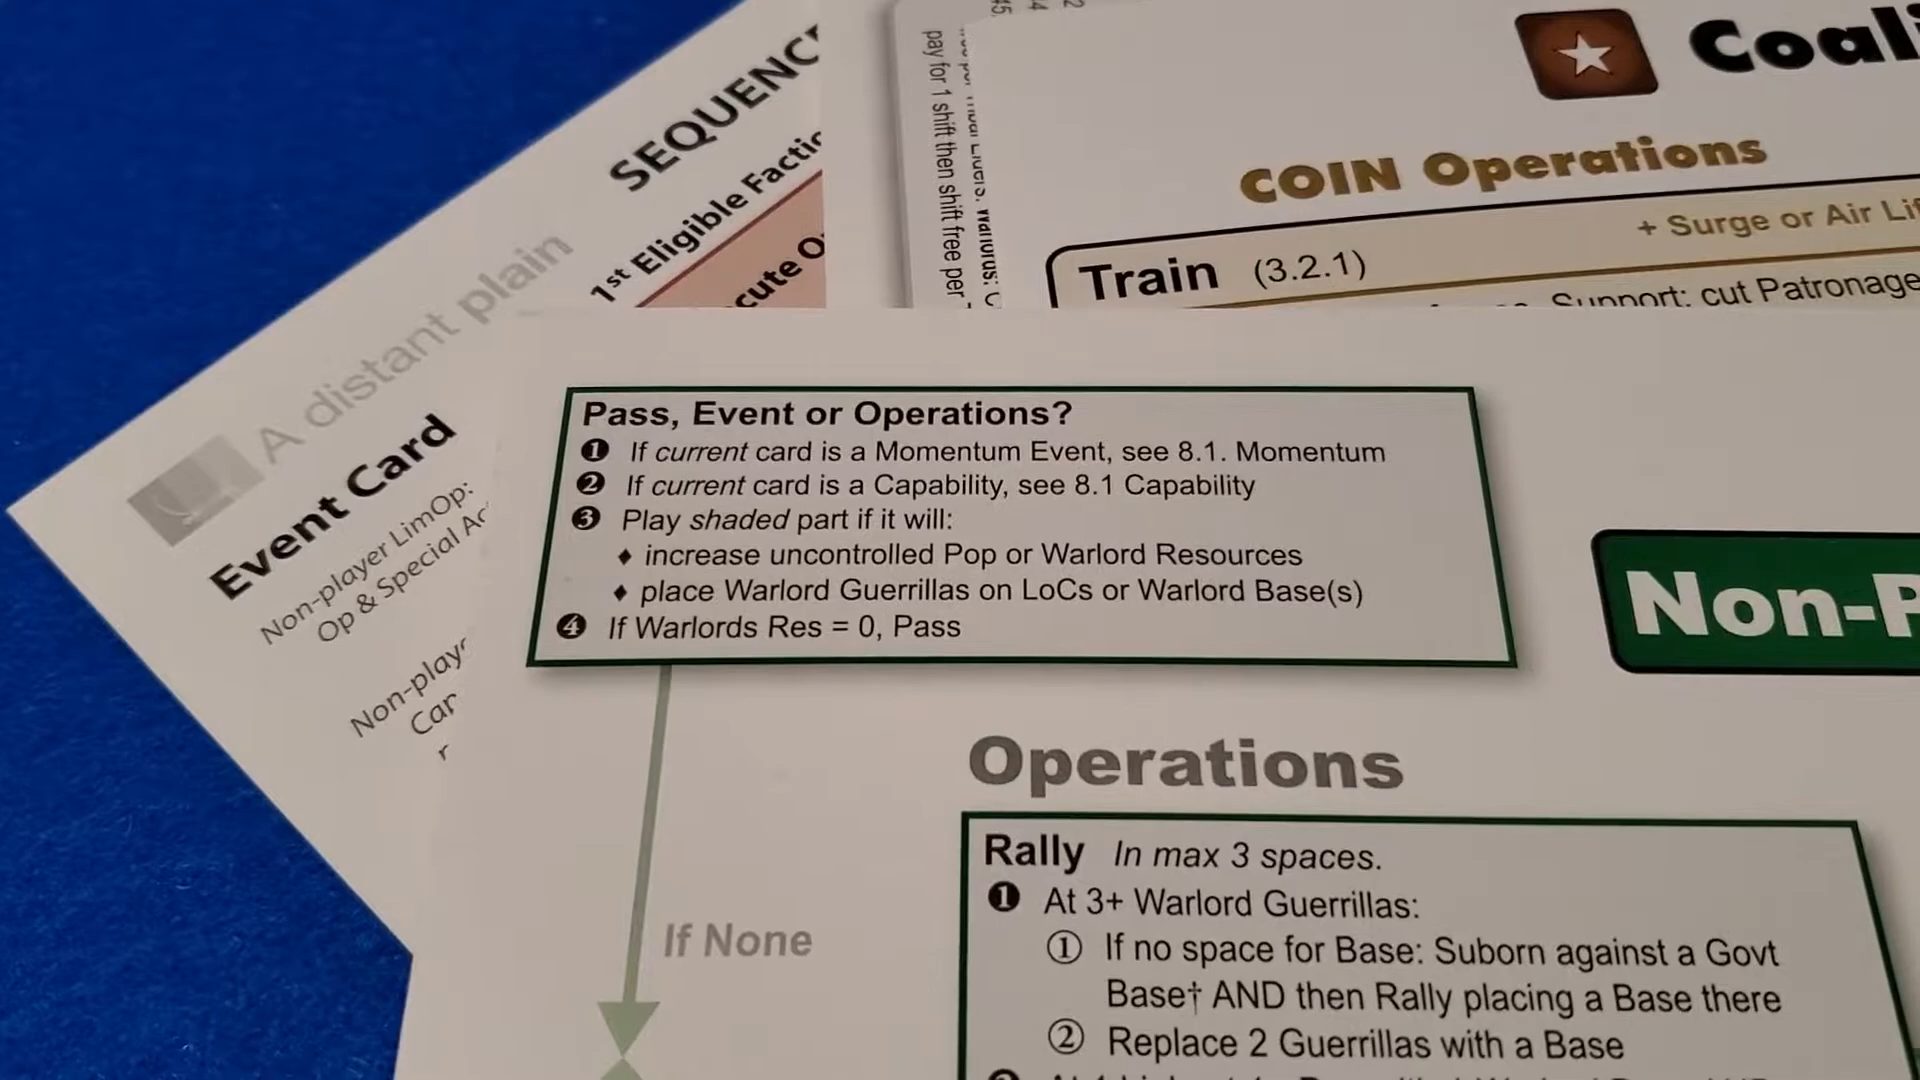 SEQUENC
1st Eligible Factio
cute O
A distant plain
Event Card
Non-player LimOp:
Op & Special Ac
Non-playe
Car
r
pay for 1 shift then shift free per
Coali
COIN Operations
+ Surge or Air Lif
Train (3.2.1)
Support: cut Patronage
Pass, Event or Operations?
❶ If current card is a Momentum Event, see 8.1. Momentum
❷ If current card is a Capability, see 8.1 Capability
❸ Play shaded part if it will:
♦ increase uncontrolled Pop or Warlord Resources
♦ place Warlord Guerrillas on LoCs or Warlord Base(s)
❹ If Warlords Res = 0, Pass
Non-P
Operations
If None
Rally In max 3 spaces.
❶ At 3+ Warlord Guerrillas:
① If no space for Base: Suborn against a Govt
Base† AND then Rally placing a Base there
② Replace 2 Guerrillas with a Base